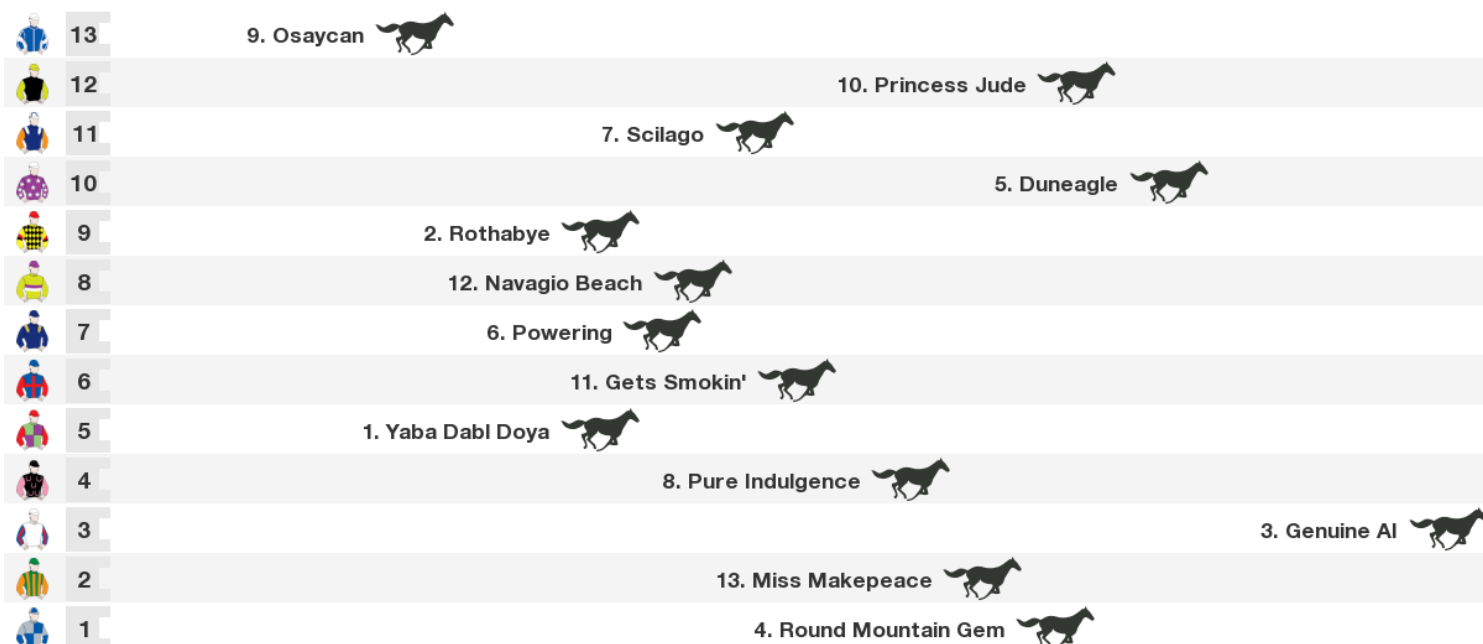 13 9. Osaycan
12 10. Princess Jude
11 7. Scilago
10 5. Duneagle
9 2. Rothabye
8 12. Navagio Beach
7 6. Powering
6 11. Gets Smokin'
5 1. Yaba Dabl Doya
4 8. Pure Indulgence
3 3. Genuine Al
2 13. Miss Makepeace
1 4. Round Mountain Gem